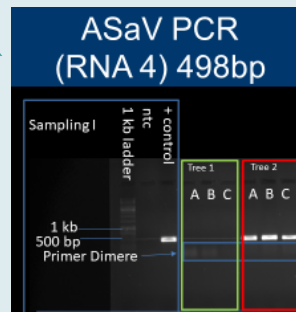 ASaV PCR
(RNA 4) 498bp
Sampling I
1 kb ladder
ntc
+ control
Tree 1
A B C
Tree 2
A B C
1 kb
500 bp
Primer Dimere